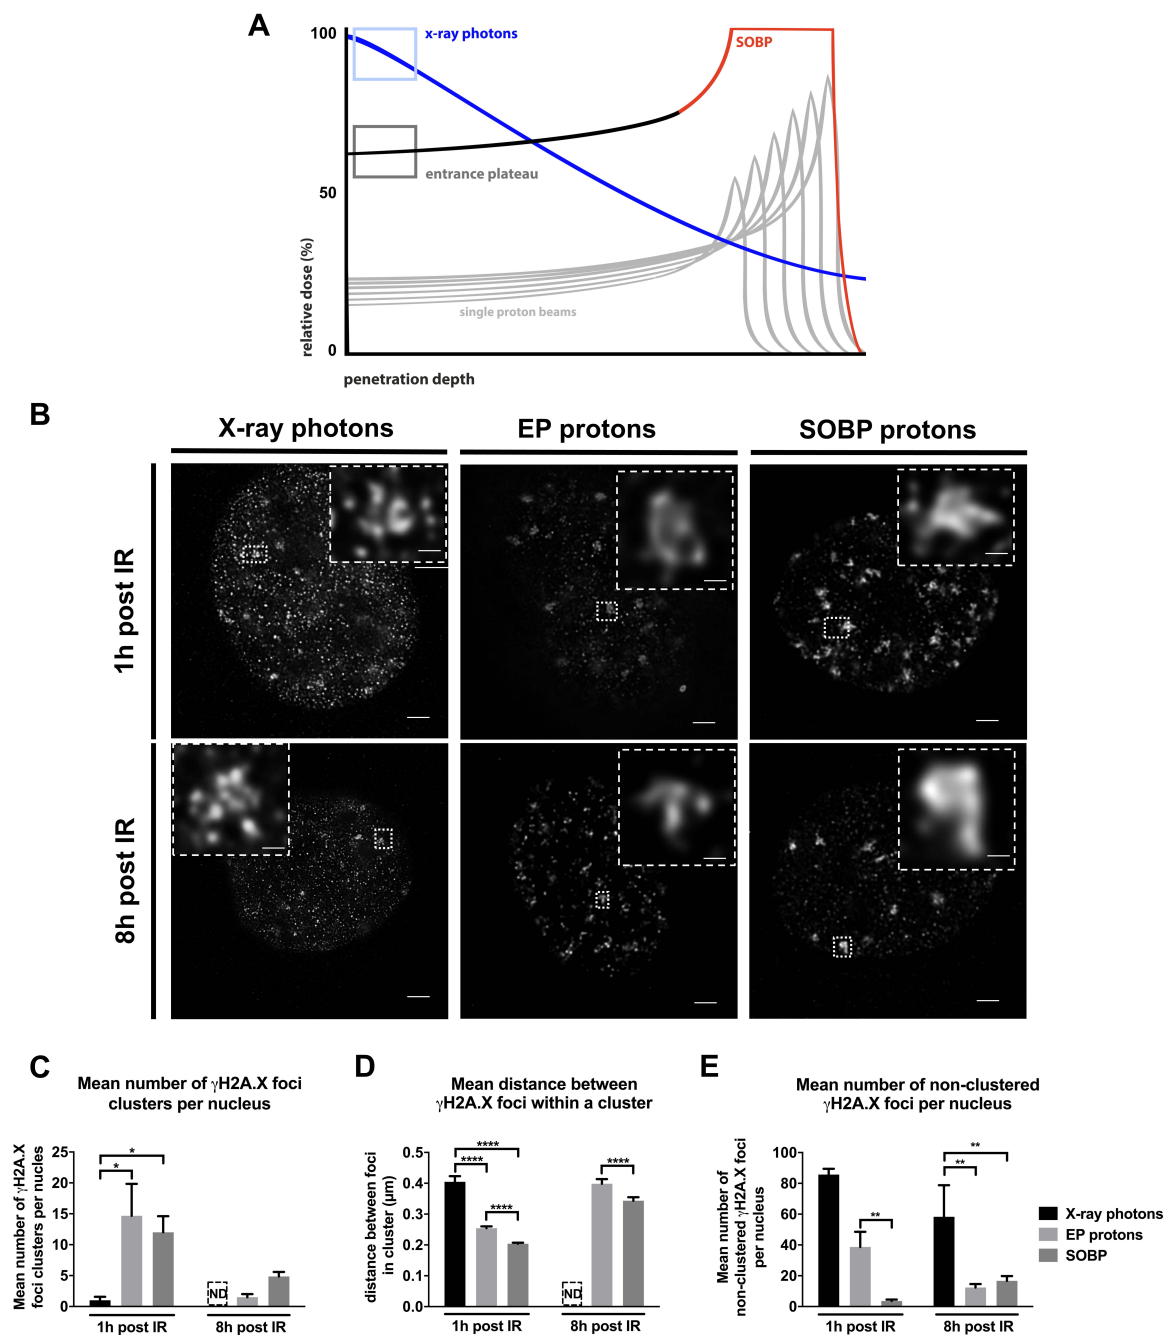 A
100
x-ray photons
SOBP
entrance plateau
50
relative dose (%)
single proton beams
0
penetration depth
B
X-ray photons
EP protons
SOBP protons
1h post IR
8h post IR
C
Mean number of γH2A.X foci
clusters per nucleus
Mean number of γH2A.X
foci clusters per nucles
25
20
15
10
5
0
*
*
ND
1h post IR
8h post IR
D
Mean distance between
γH2A.X foci within a cluster
distance between foci
in cluster (µm)
0.5
0.4
0.3
0.2
0.1
0.0
****
****
****
****
ND
1h post IR
8h post IR
E
Mean number of non-clustered
γH2A.X foci per nucleus
Mean number of
non-clustered γH2A.X foci
per nucleus
100
80
60
40
20
0
**
**
**
1h post IR
8h post IR
X-ray photons
EP protons
SOBP